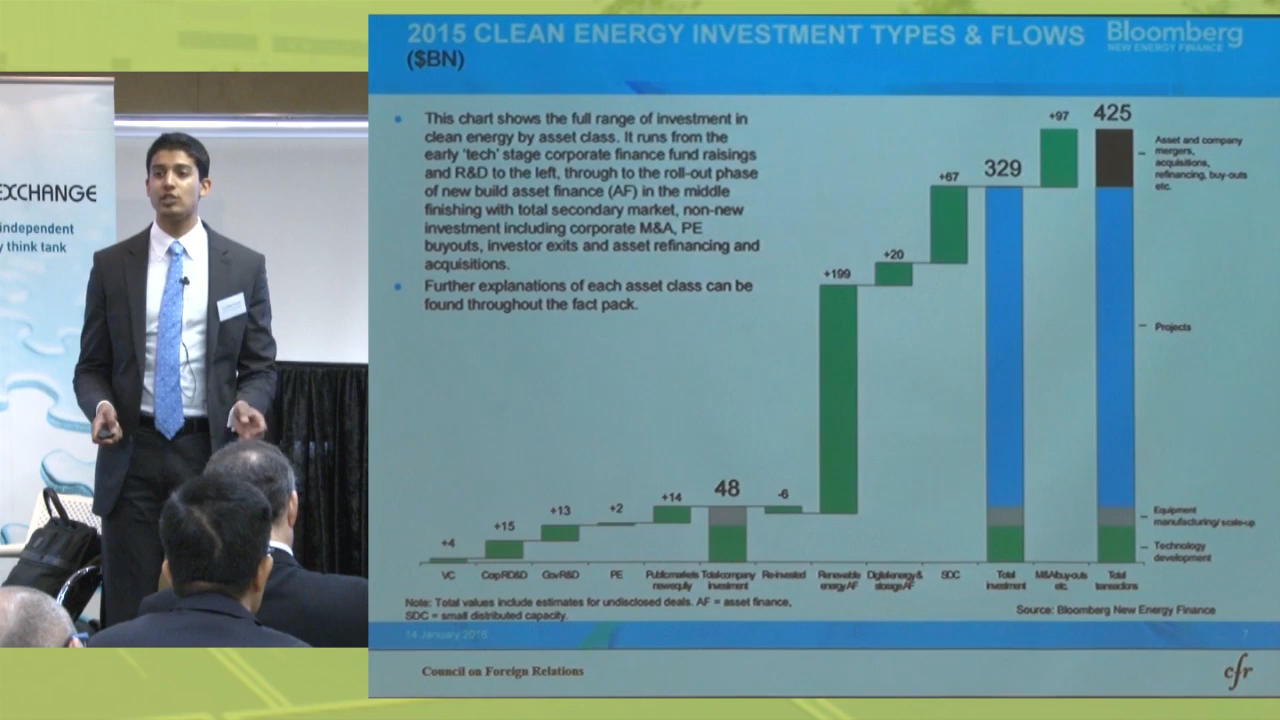 EXCHANGE
independent
y think tank
2015 CLEAN ENERGY INVESTMENT TYPES & FLOWS
($BN)
Bloomberg
NEW ENERGY FINANCE
• This chart shows the full range of investment in
clean energy by asset class. It runs from the
early 'tech' stage corporate finance fund raisings
and R&D to the left, through to the roll-out phase
of new build asset finance (AF) in the middle
finishing with total secondary market, non-new
investment including corporate M&A, PE
buyouts, investor exits and asset refinancing and
acquisitions.
• Further explanations of each asset class can be
found throughout the fact pack.
+4
+15
+13
+2
+14
48
-6
+199
+20
+67
329
+97
425
Asset and company
mergers,
acquisitions,
refinancing, buy-outs
etc.
Projects
Equipment
manufacturing/scale-up
Technology
development
VC
Corp RD&D
Gov R&D
PE
Public markets
new equity
Total company
investment
Re-invested
Renewable
energy AF
Digital energy &
storage AF
SDC
Total
investment
M&A/buy-outs
etc.
Total
transactions
Note: Total values include estimates for undisclosed deals. AF = asset finance,
SDC = small distributed capacity.
Source: Bloomberg New Energy Finance
14 January 2016
7
Council on Foreign Relations
cfr